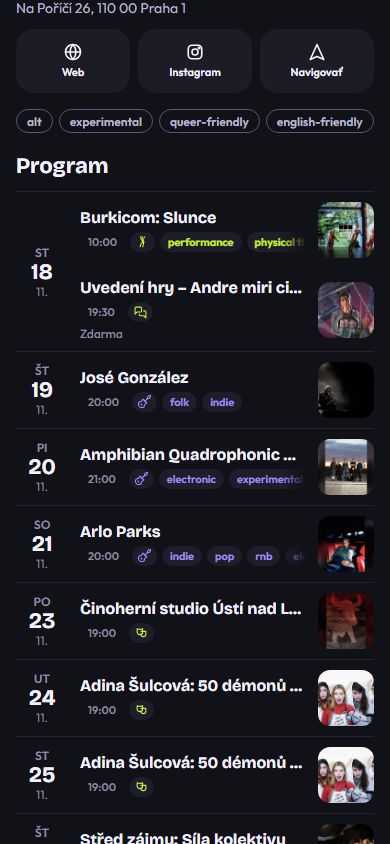 Na Poříčí 26, 110 00 Praha 1
Web Instagram Navigovať
alt experimental queer-friendly english-friendly
Program
Burkicom: Slunce
10:00 performance physical
ST
18
11.
Uvedení hry – Andre miri ci...
19:30
Zdarma
ŠT
19
11.
José González
20:00 folk indie
PI
20
11.
Amphibian Quadrophonic ...
21:00 electronic experimental
SO
21
11.
Arlo Parks
20:00 indie pop rnb
PO
23
11.
Činoherní studio Ústí nad L...
19:00
UT
24
11.
Adina Šulcová: 50 démonů ...
19:00
ST
25
11.
Adina Šulcová: 50 démonů ...
19:00
ŠT
Střed zájmu: Síla kolektivu